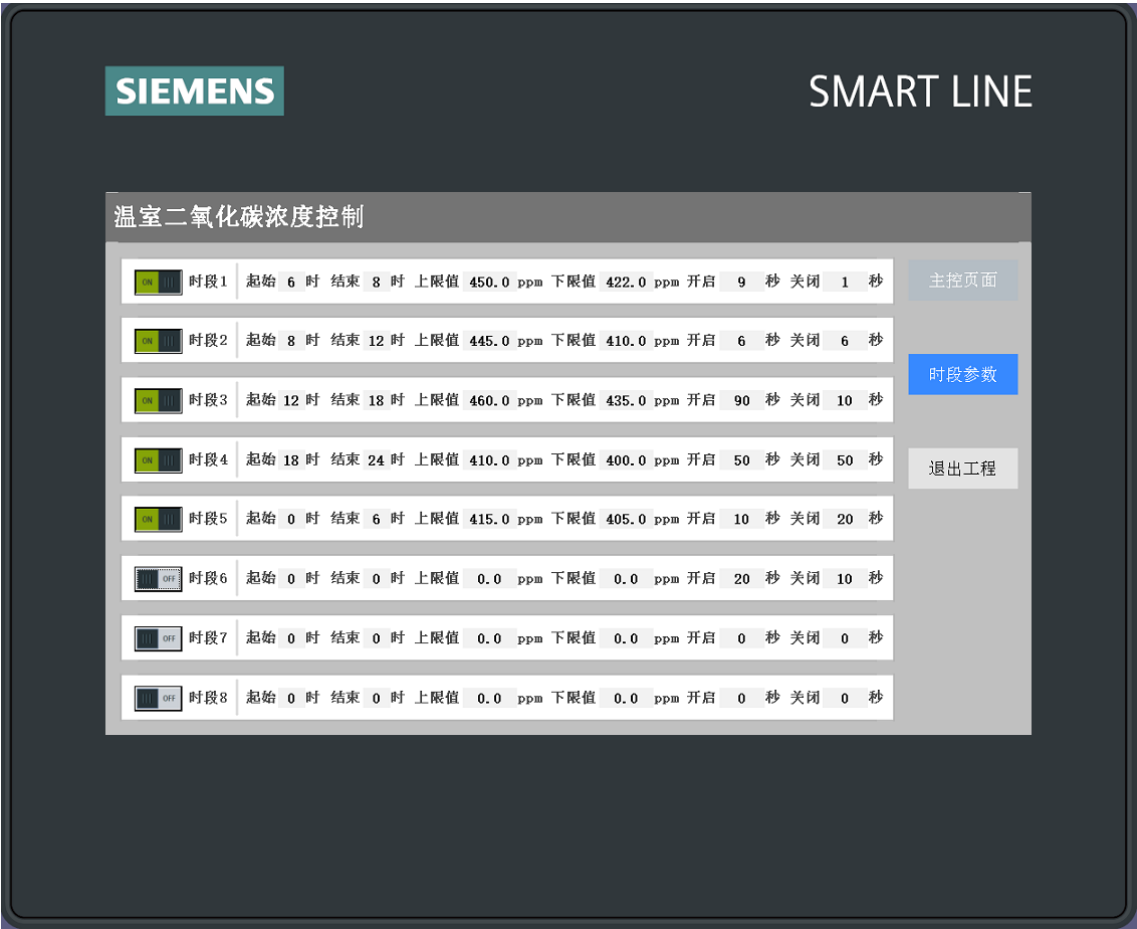 SIEMENS
SMART LINE
温室二氧化碳浓度控制
ON 时段1 起始 6 时 结束 8 时 上限值 450.0 ppm 下限值 422.0 ppm 开启 9 秒 关闭 1 秒
主控页面
ON 时段2 起始 8 时 结束 12 时 上限值 445.0 ppm 下限值 410.0 ppm 开启 6 秒 关闭 6 秒
时段参数
ON 时段3 起始 12 时 结束 18 时 上限值 460.0 ppm 下限值 435.0 ppm 开启 90 秒 关闭 10 秒
ON 时段4 起始 18 时 结束 24 时 上限值 410.0 ppm 下限值 400.0 ppm 开启 50 秒 关闭 50 秒
退出工程
ON 时段5 起始 0 时 结束 6 时 上限值 415.0 ppm 下限值 405.0 ppm 开启 10 秒 关闭 20 秒
OFF 时段6 起始 0 时 结束 0 时 上限值 0.0 ppm 下限值 0.0 ppm 开启 20 秒 关闭 10 秒
OFF 时段7 起始 0 时 结束 0 时 上限值 0.0 ppm 下限值 0.0 ppm 开启 0 秒 关闭 0 秒
OFF 时段8 起始 0 时 结束 0 时 上限值 0.0 ppm 下限值 0.0 ppm 开启 0 秒 关闭 0 秒